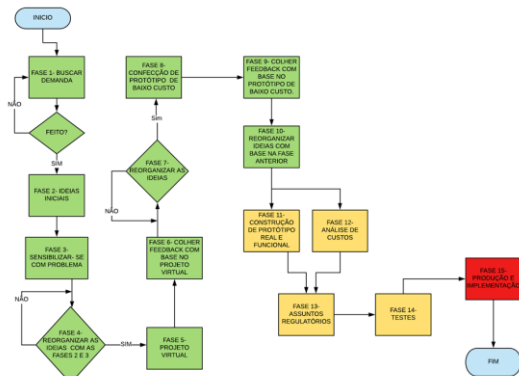 INICIO
FASE 1- BUSCAR
DEMANDA
NÃO
FEITO?
SIM
FASE 2- IDEIAS
INICIAIS
FASE 3-
SENSIBILIZAR- SE
COM PROBLEMA
NÃO
FASE 4-
REORGANIZAR AS
IDEIAS COM AS
FASES 2 E 3
SIM
FASE 5-
PROJETO
VIRTUAL
FASE 6- COLHER
FEEDBACK COM
BASE NO
PROJETO VIRTUAL
NÃO
FASE 7-
REORGANIZAR AS
IDEIAS
Sim
FASE 8-
CONFECÇÃO DE
PROTÓTIPO DE
BAIXO CUSTO
FASE 9- COLHER
FEEDBACK COM
BASE NO
PROTÓTIPO DE
BAIXO CUSTO.
FASE 10-
REORGANIZAR
IDEIAS COM
BASE NA FASE
ANTERIOR
FASE 11-
CONSTRUÇÃO
DE PROTÓTIPO
REAL E
FUNCIONAL
FASE 12-
ANÁLISE DE
CUSTOS
FASE 13-
ASSUNTOS
REGULATÓRIOS
FASE 14-
TESTES
FASE 15-
PRODUÇÃO E
IMPLEMENTAÇÃO
FIM